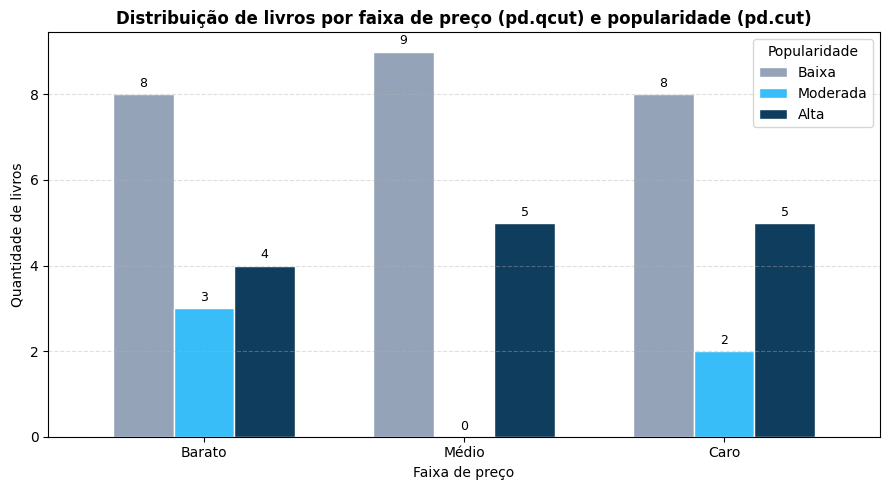 Distribuição de livros por faixa de preço (pd.qcut) e popularidade (pd.cut)
Popularidade
Baixa
Moderada
Alta
Quantidade de livros
8
6
4
2
0
8
3
4
9
0
5
8
2
5
Barato
Médio
Caro
Faixa de preço